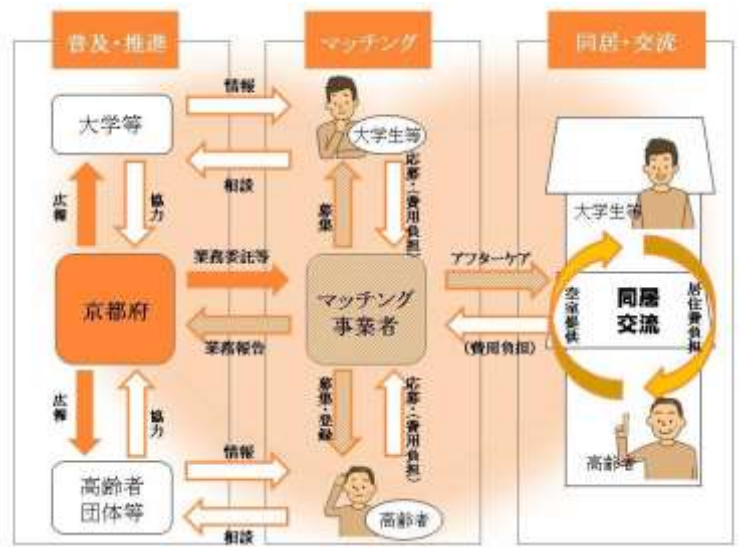 普及・推進
マッチング
同居・交流
情報
大学等
大学生等
相談
広報
協力
募集
応募・(費用負担)
大学生等
業務委託等
アフターケア
京都府
マッチング
事業者
空室提供
同居
交流
居住費負担
業務報告
(費用負担)
広報
協力
募集・登録
応募・(費用負担)
情報
高齢者
団体等
高齢者
高齢者
相談